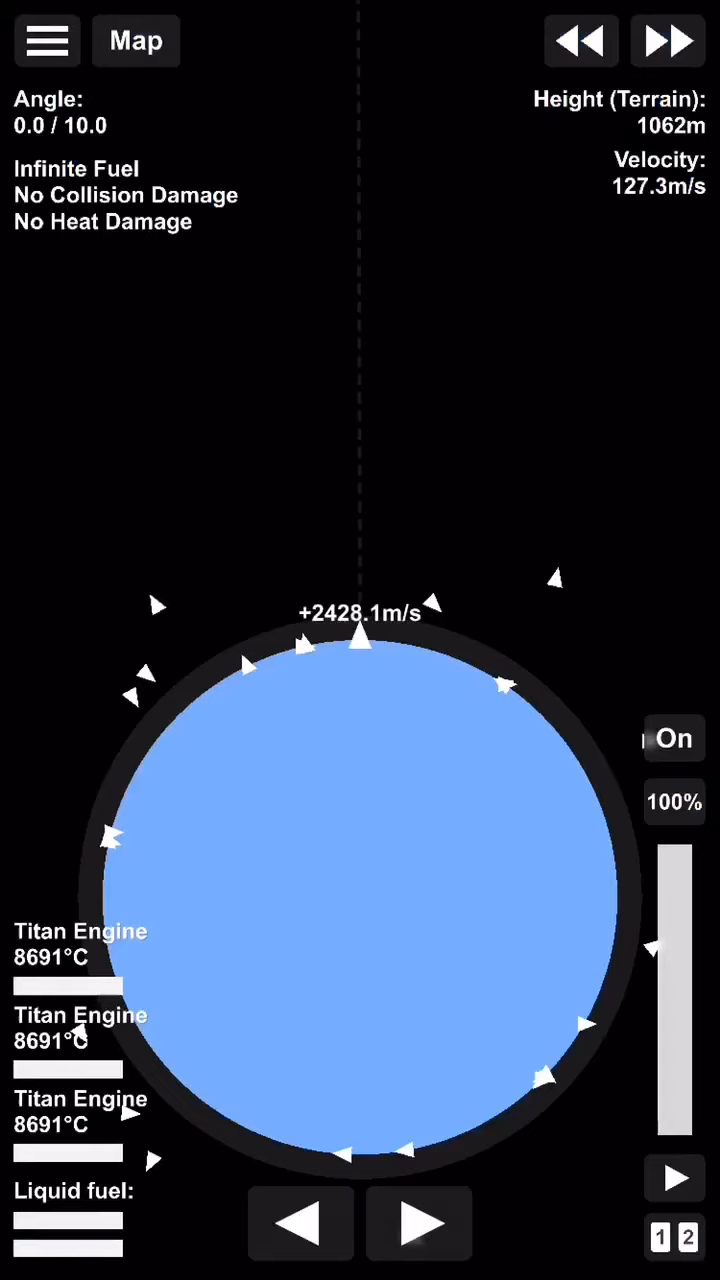 Map
Angle:
0.0 / 10.0
Infinite Fuel
No Collision Damage
No Heat Damage
Height (Terrain):
1062m
Velocity:
127.3m/s
+2428.1m/s
On
100%
Titan Engine
8691°C
Titan Engine
8691°C
Titan Engine
8691°C
Liquid fuel:
1 2